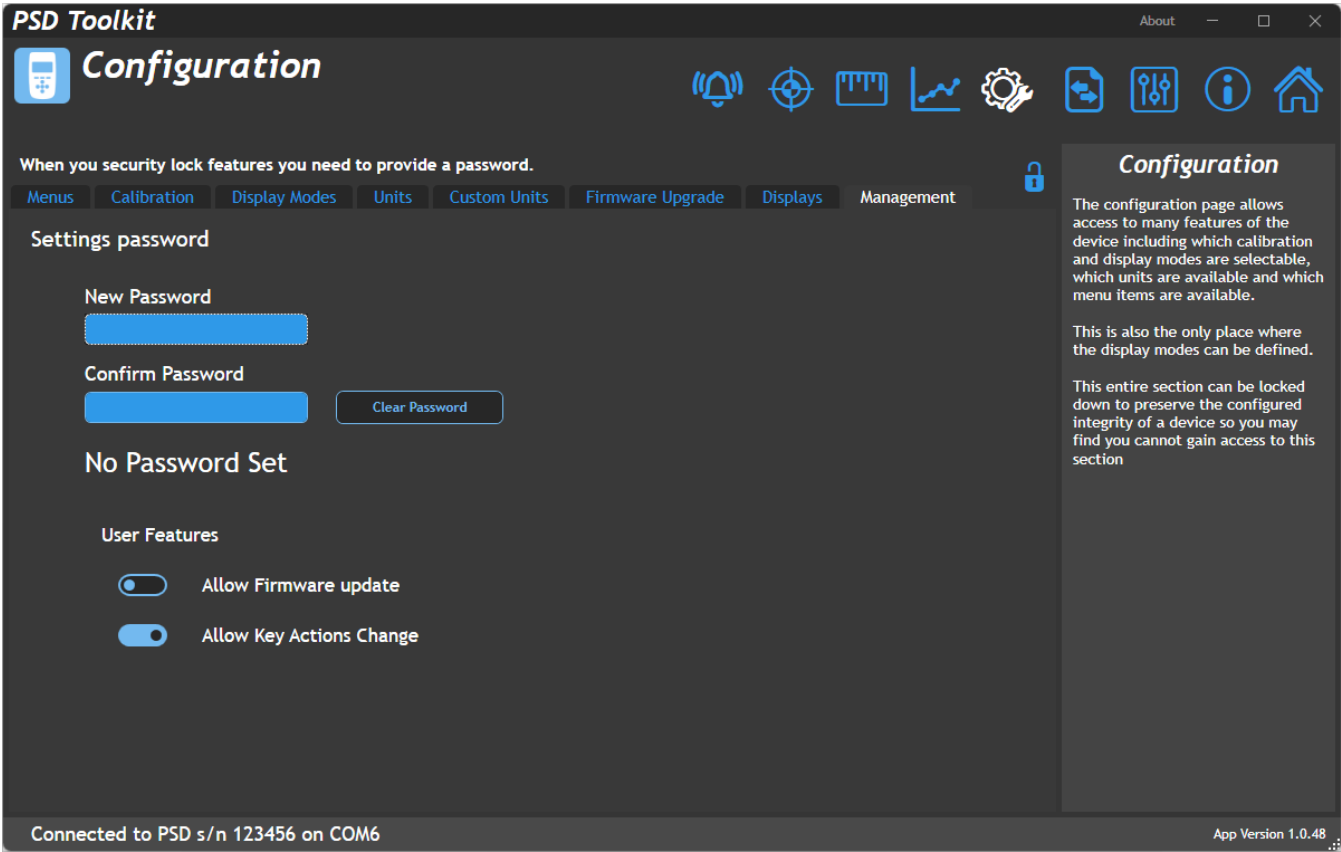 PSD Toolkit
About
Configuration
When you security lock features you need to provide a password.
Menus Calibration Display Modes Units Custom Units Firmware Upgrade Displays Management
Settings password
New Password
Confirm Password
Clear Password
No Password Set
User Features
Allow Firmware update
Allow Key Actions Change
Configuration
The configuration page allows
access to many features of the
device including which calibration
and display modes are selectable,
which units are available and which
menu items are available.
This is also the only place where
the display modes can be defined.
This entire section can be locked
down to preserve the configured
integrity of a device so you may
find you cannot gain access to this
section
Connected to PSD s/n 123456 on COM6
App Version 1.0.48